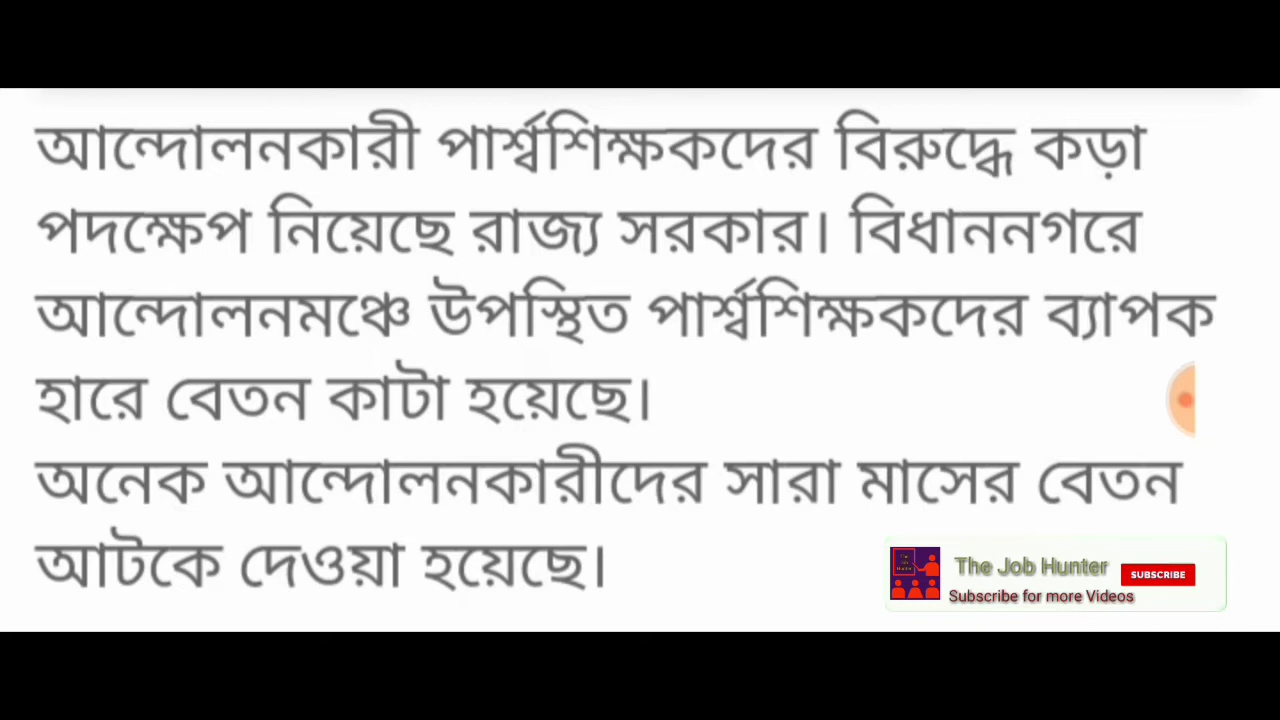 আন্দোলনকারী পার্শ্বশিক্ষকদের বিরুদ্ধে কড়া
পদক্ষেপ নিয়েছে রাজ্য সরকার। বিধাননগরে
আন্দোলনমঞ্চে উপস্থিত পার্শ্বশিক্ষকদের ব্যাপক
হারে বেতন কাটা হয়েছে।
অনেক আন্দোলনকারীদের সারা মাসের বেতন
আটকে দেওয়া হয়েছে।
The Job Hunter
SUBSCRIBE
Subscribe for more Videos